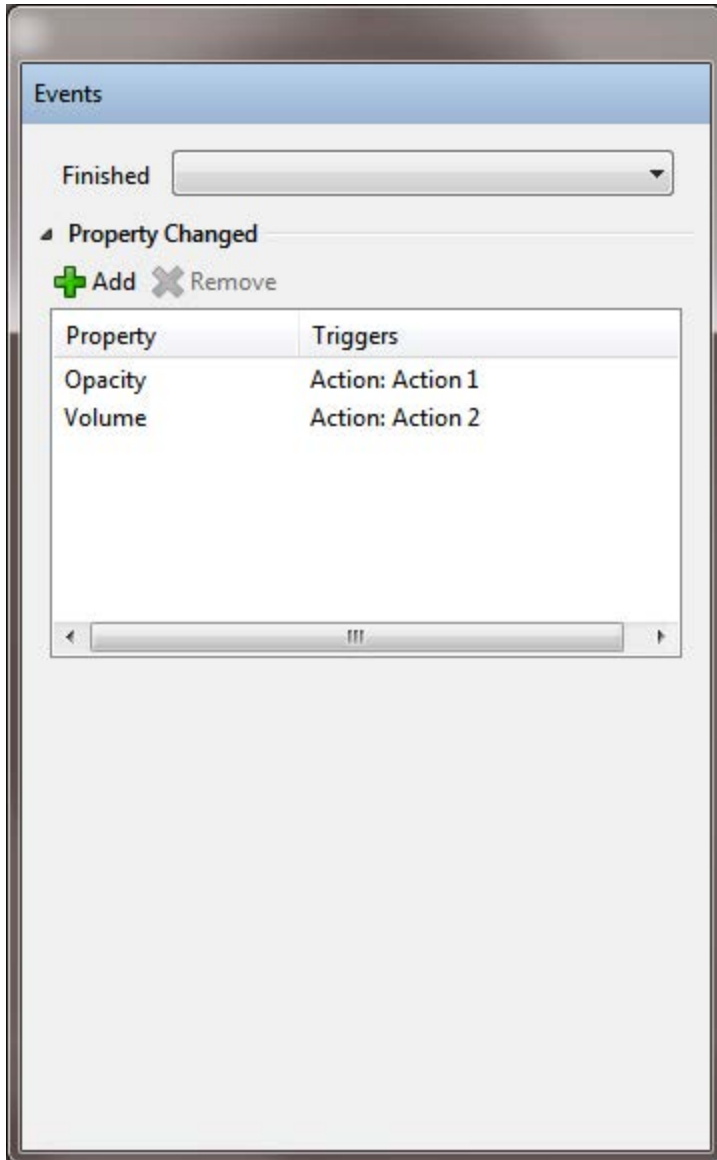 Events
Finished
Property Changed
Add Remove
Property Triggers
Opacity Action: Action 1
Volume Action: Action 2